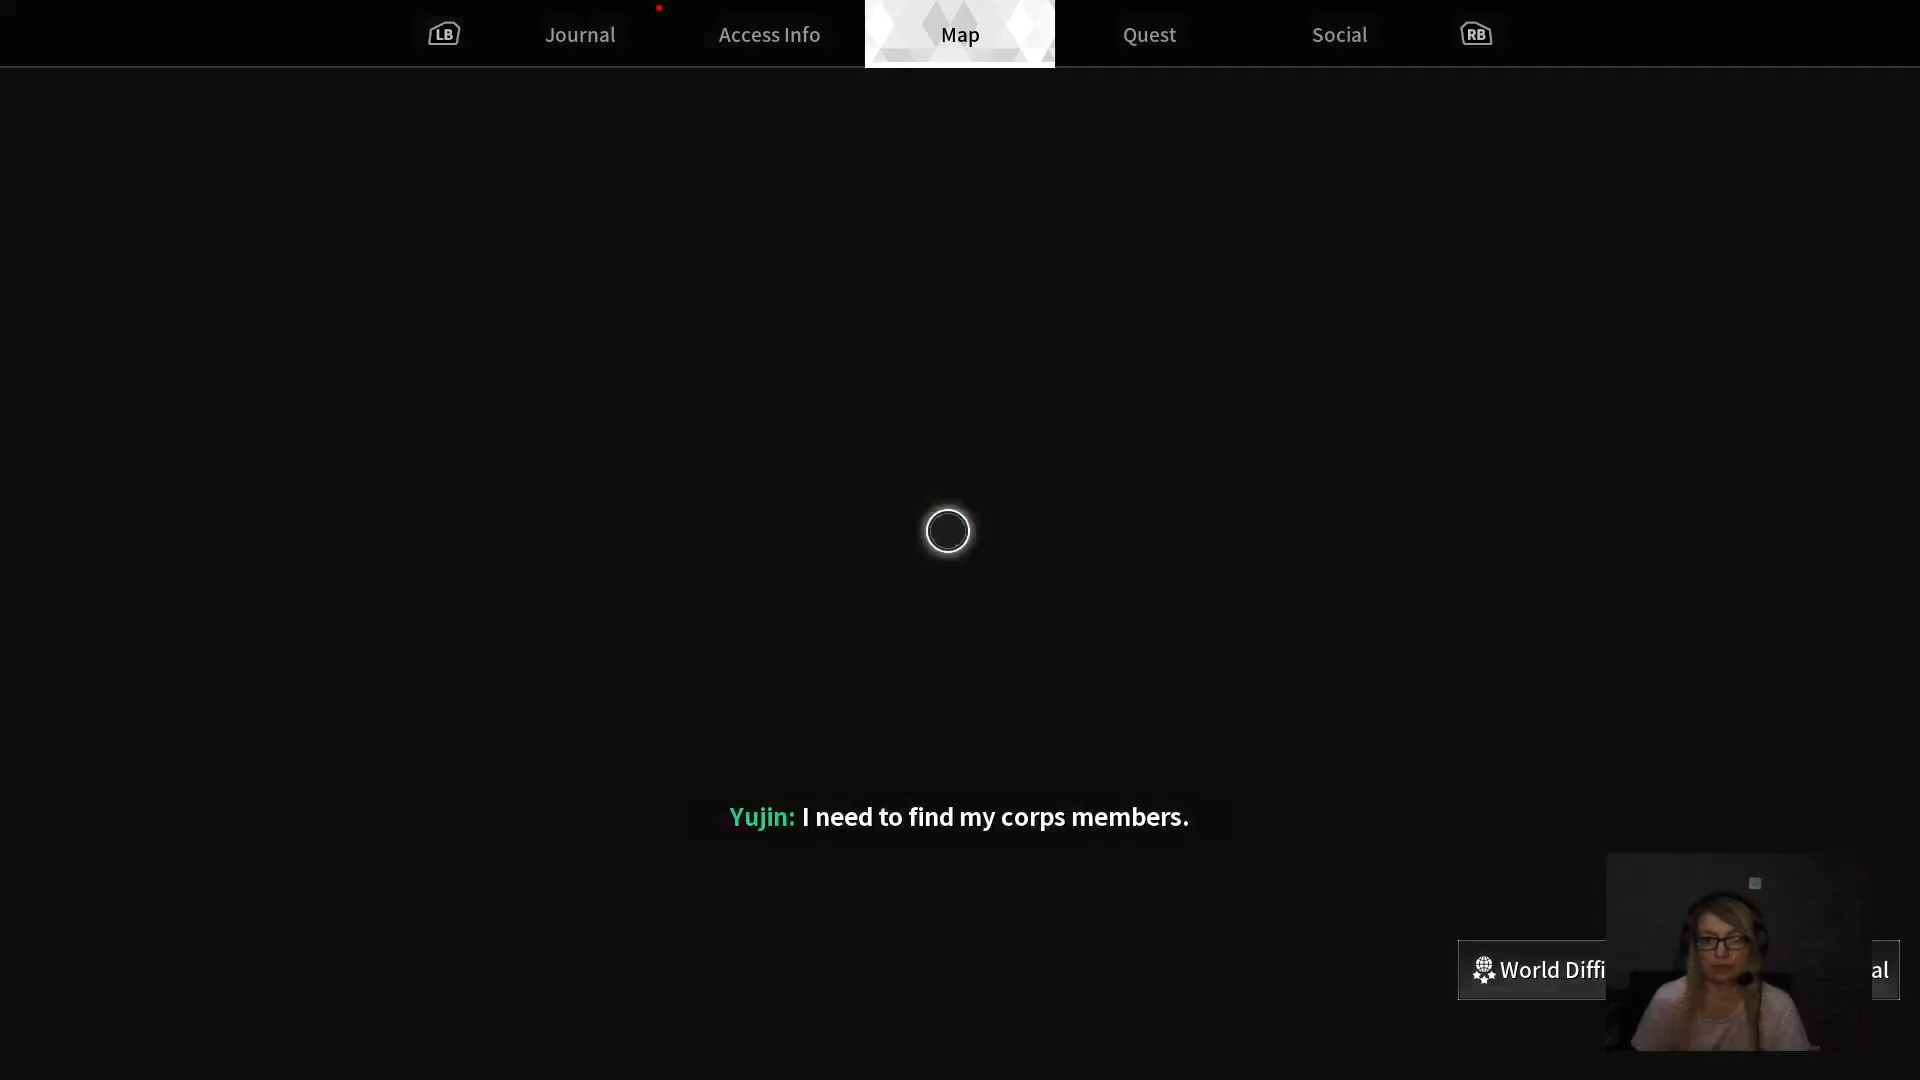 LB Journal Access Info Map Quest Social RB
Yujin: I need to find my corps members.
World Diffi al